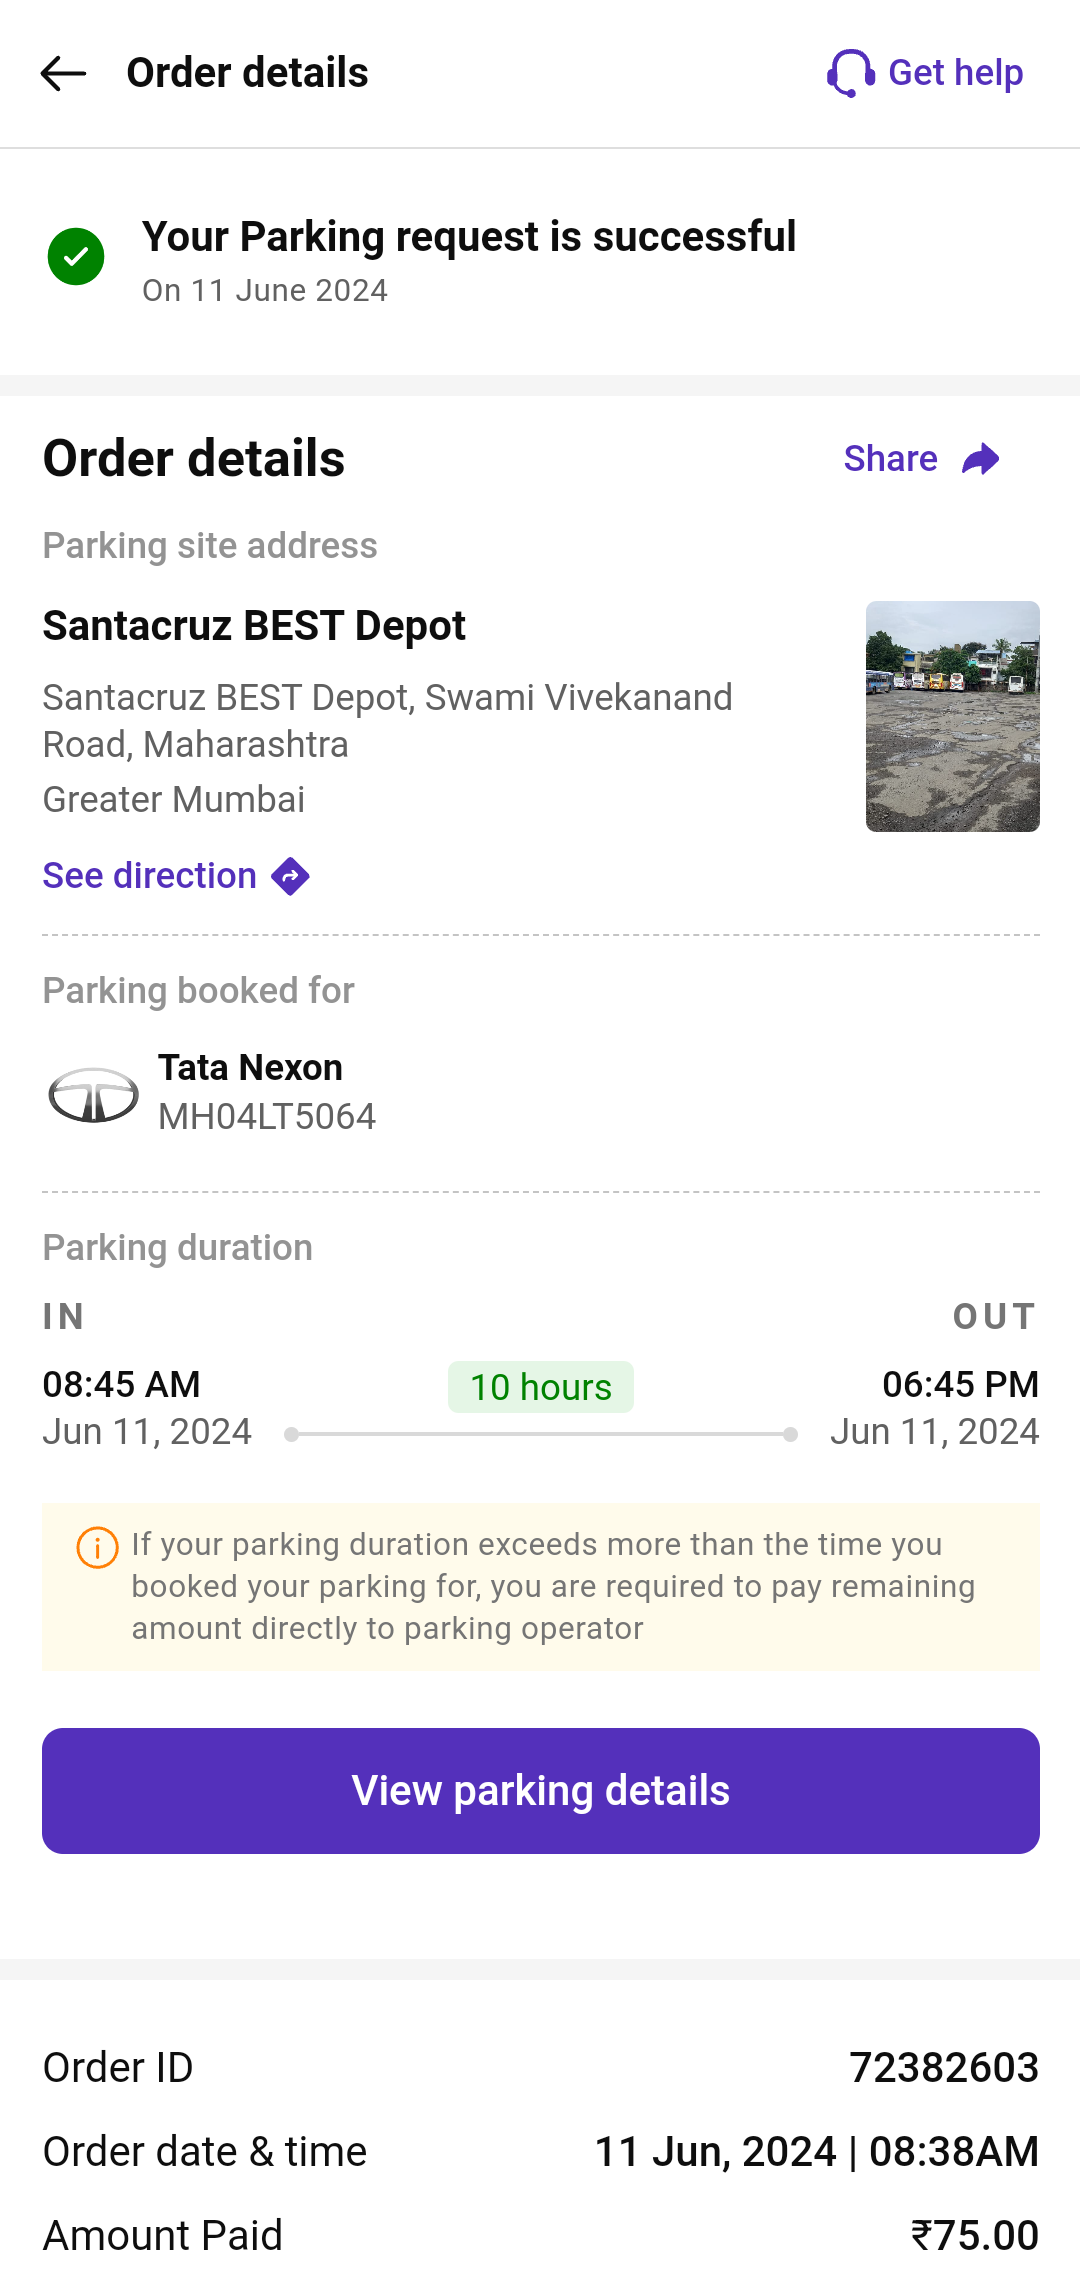 Order details
Get help
Your Parking request is successful
On 11 June 2024
Order details
Share
Parking site address
Santacruz BEST Depot
Santacruz BEST Depot, Swami Vivekanand
Road, Maharashtra
Greater Mumbai
See direction
Parking booked for
Tata Nexon
MH04LT5064
Parking duration
IN
OUT
08:45 AM
10 hours
06:45 PM
Jun 11, 2024
Jun 11, 2024
If your parking duration exceeds more than the time you
booked your parking for, you are required to pay remaining
amount directly to parking operator
View parking details
Order ID
72382603
Order date & time
11 Jun, 2024 | 08:38AM
Amount Paid
₹75.00